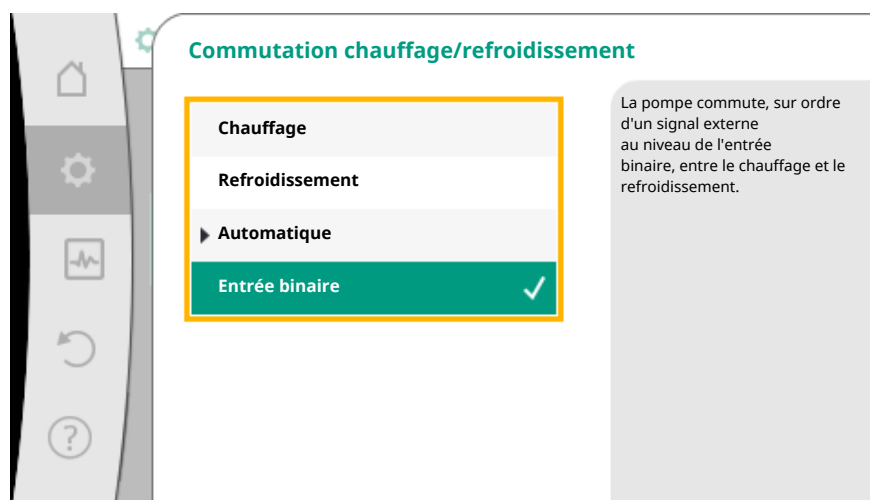 Commutation chauffage/refroidissement
Chauffage
Refroidissement
Automatique
Entrée binaire
La pompe commute, sur ordre
d'un signal externe
au niveau de l'entrée
binaire, entre le chauffage et le
refroidissement.
?